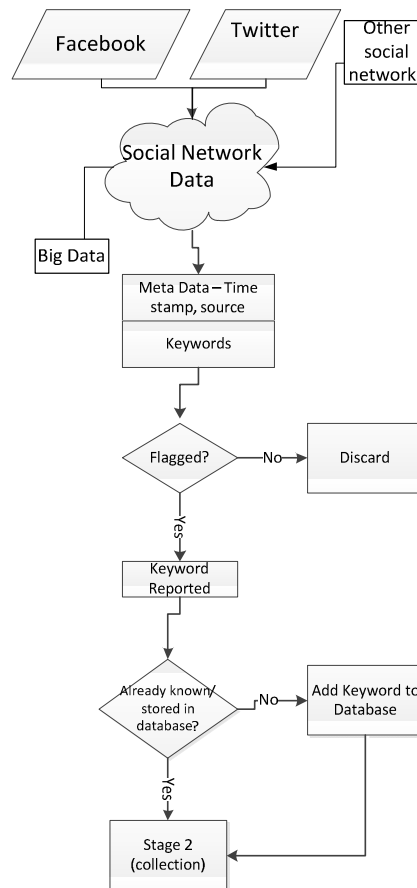 Facebook
Twitter
Other
social
network
Social Network
Data
Big Data
Meta Data – Time
stamp, source
Keywords
Flagged?
No
Discard
Yes
Keyword
Reported
Already known/
stored in
database?
No
Add Keyword to
Database
Yes
Stage 2
(collection)